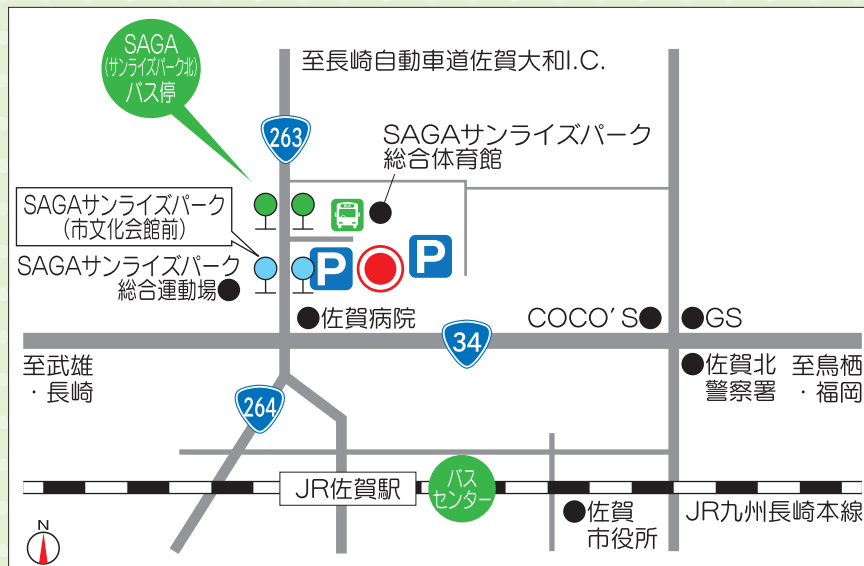 SAGA
(サンライズパーク北)
バス停
至長崎自動車道佐賀大和I.C.
263
SAGAサンライズパーク
総合体育館
SAGAサンライズパーク
(市文化会館前)
SAGAサンライズパーク
総合運動場
P
P
佐賀病院
COCO'S
GS
34
至武雄
・長崎
佐賀北
警察署
至鳥栖
・福岡
264
JR佐賀駅
バス
センター
佐賀
市役所
JR九州長崎本線
N